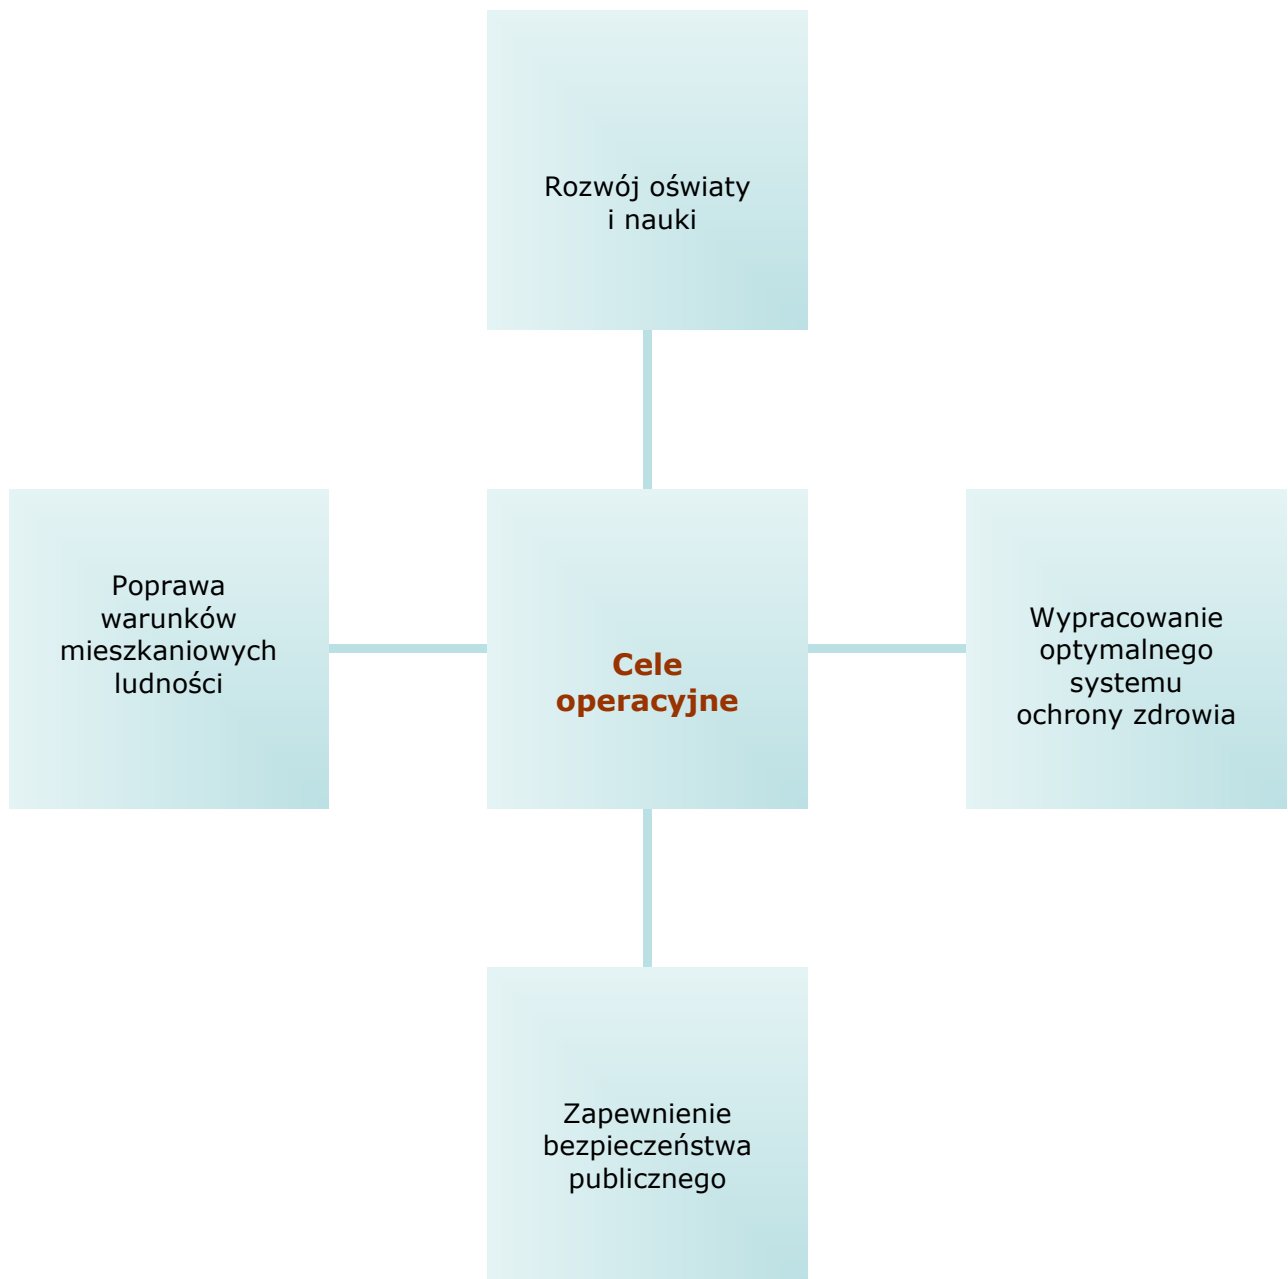 Rozwój oświaty
i nauki
Poprawa
warunków
mieszkaniowych
ludności
Cele
operacyjne
Wypracowanie
optymalnego
systemu
ochrony zdrowia
Zapewnienie
bezpieczeństwa
publicznego